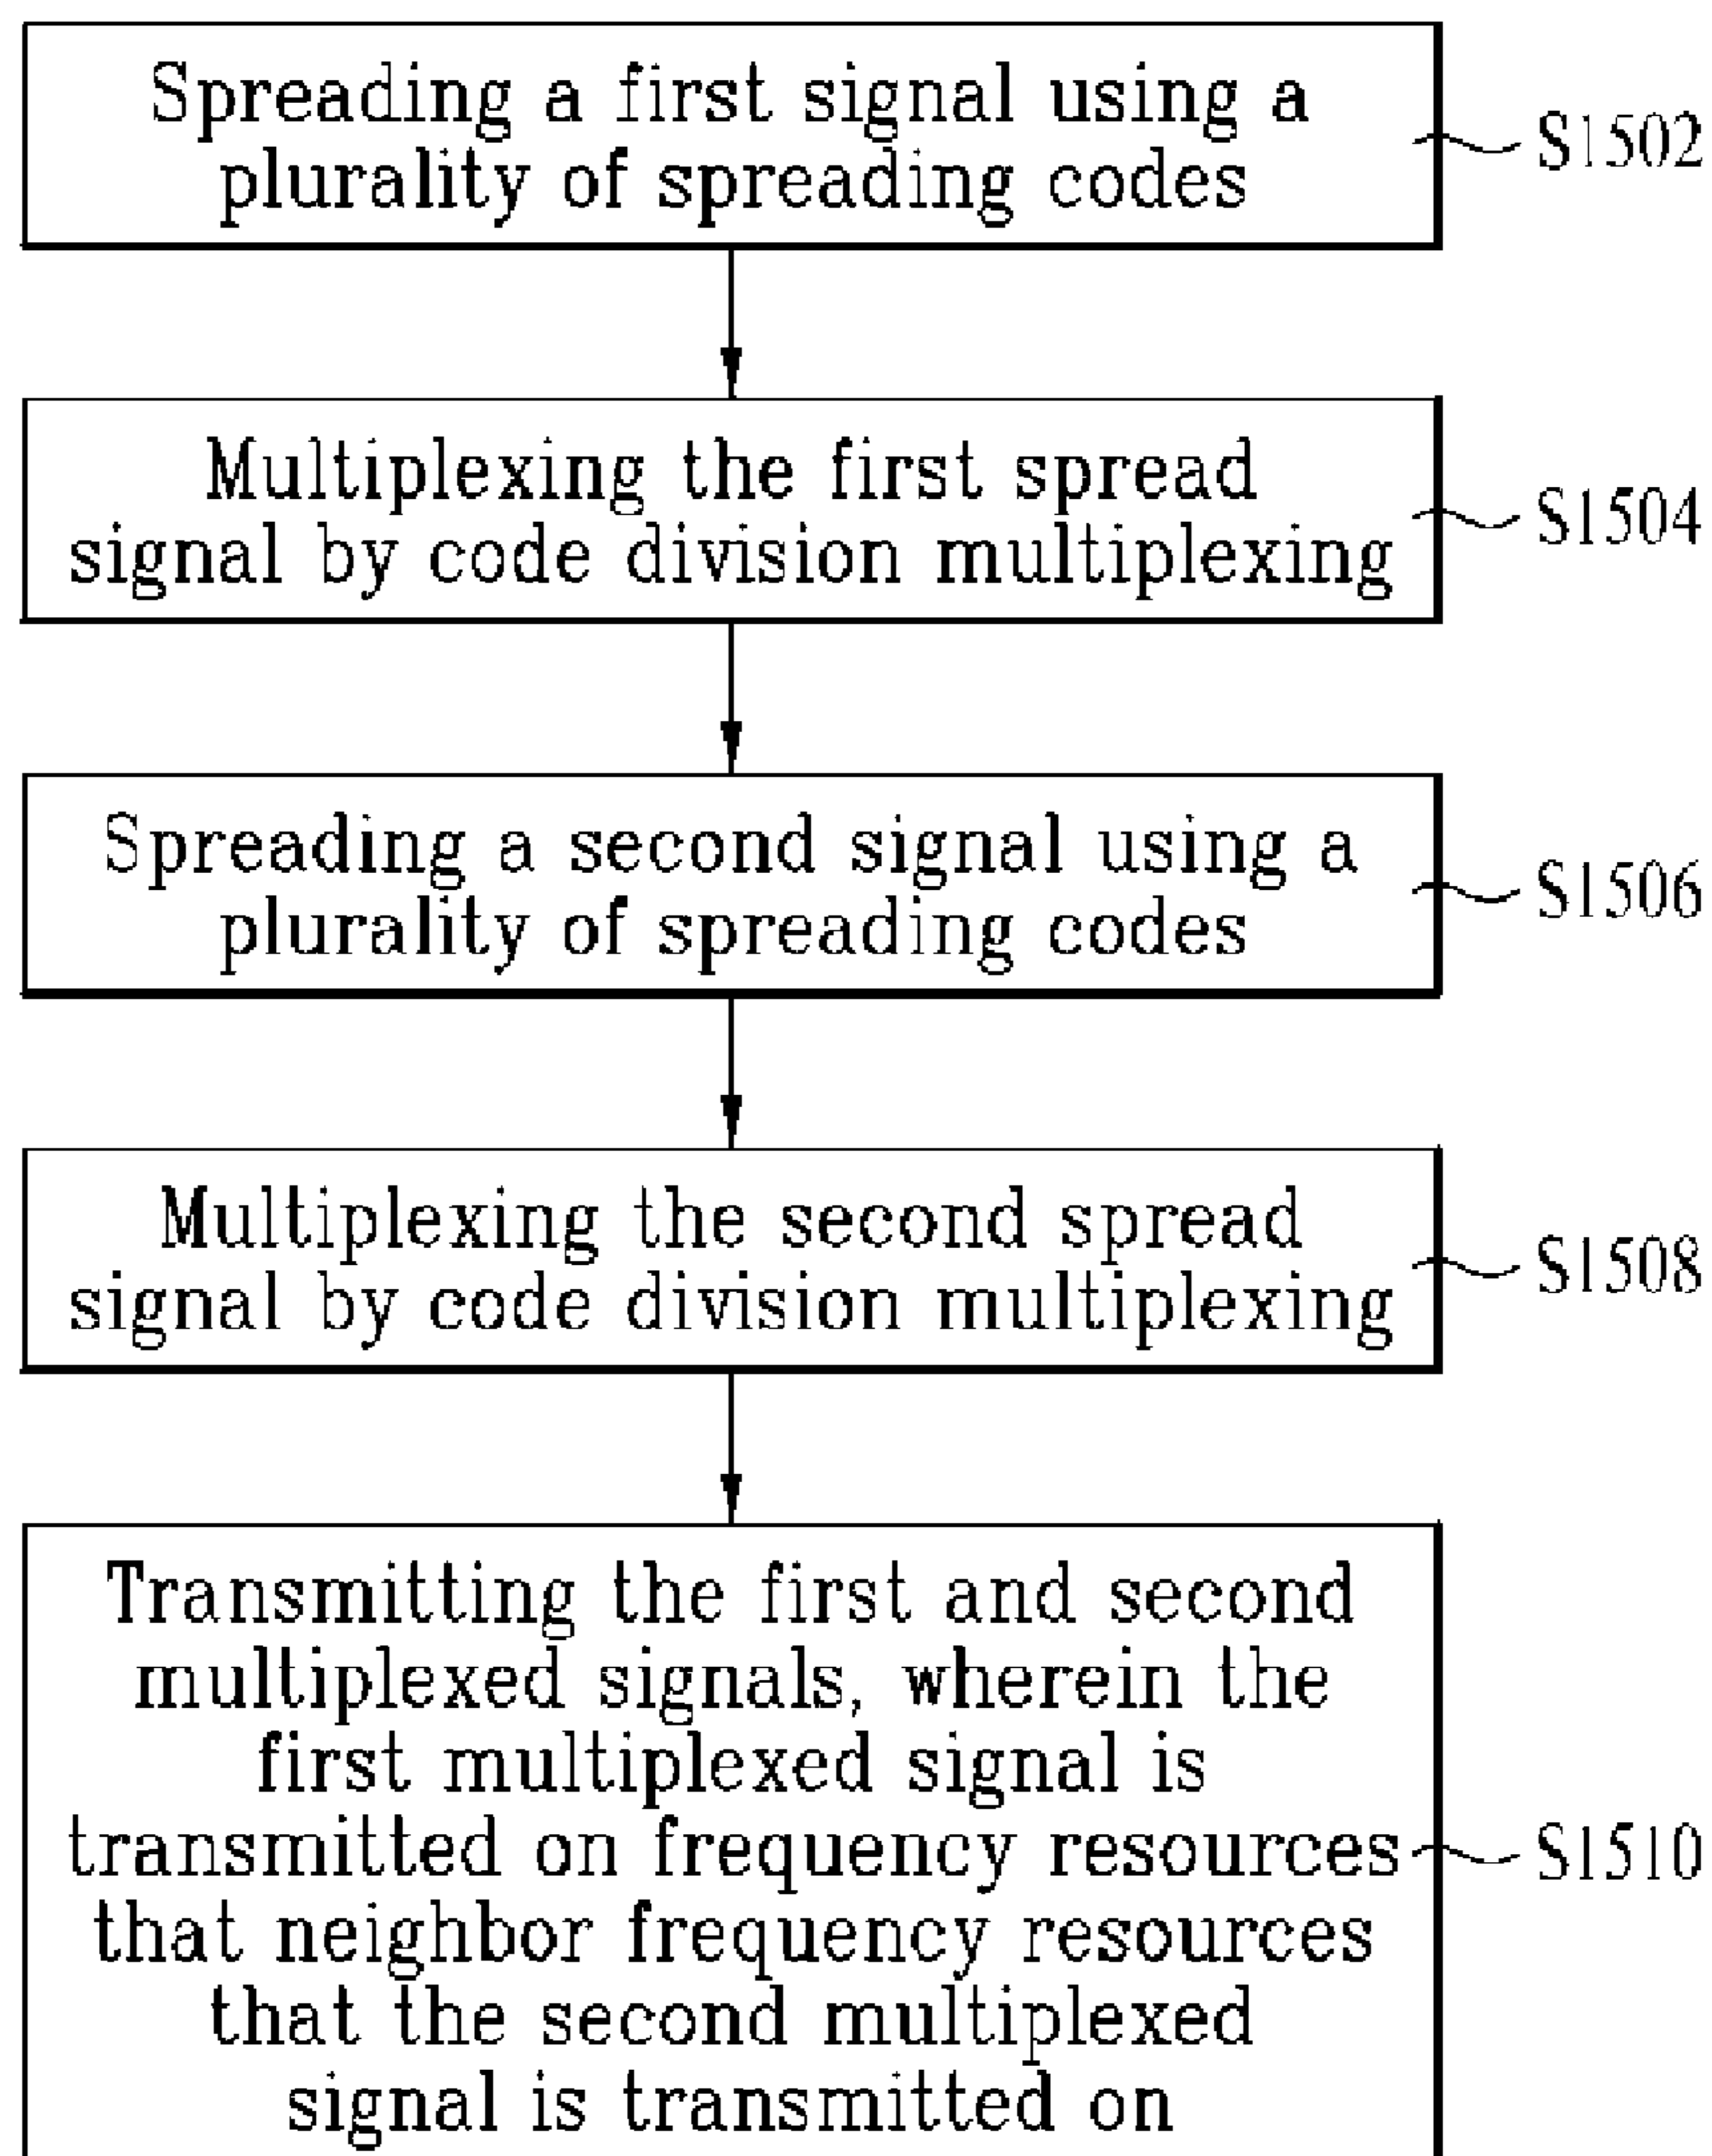 Spreading a first signal using a
plurality of spreading codes
S1502
Multiplexing the first spread
signal by code division multiplexing
S1504
Spreading a second signal using a
plurality of spreading codes
S1506
Multiplexing the second spread
signal by code division multiplexing
S1508
Transmitting the first and second
multiplexed signals, wherein the
first multiplexed signal is
transmitted on frequency resources
that neighbor frequency resources
that the second multiplexed
signal is transmitted on
S1510